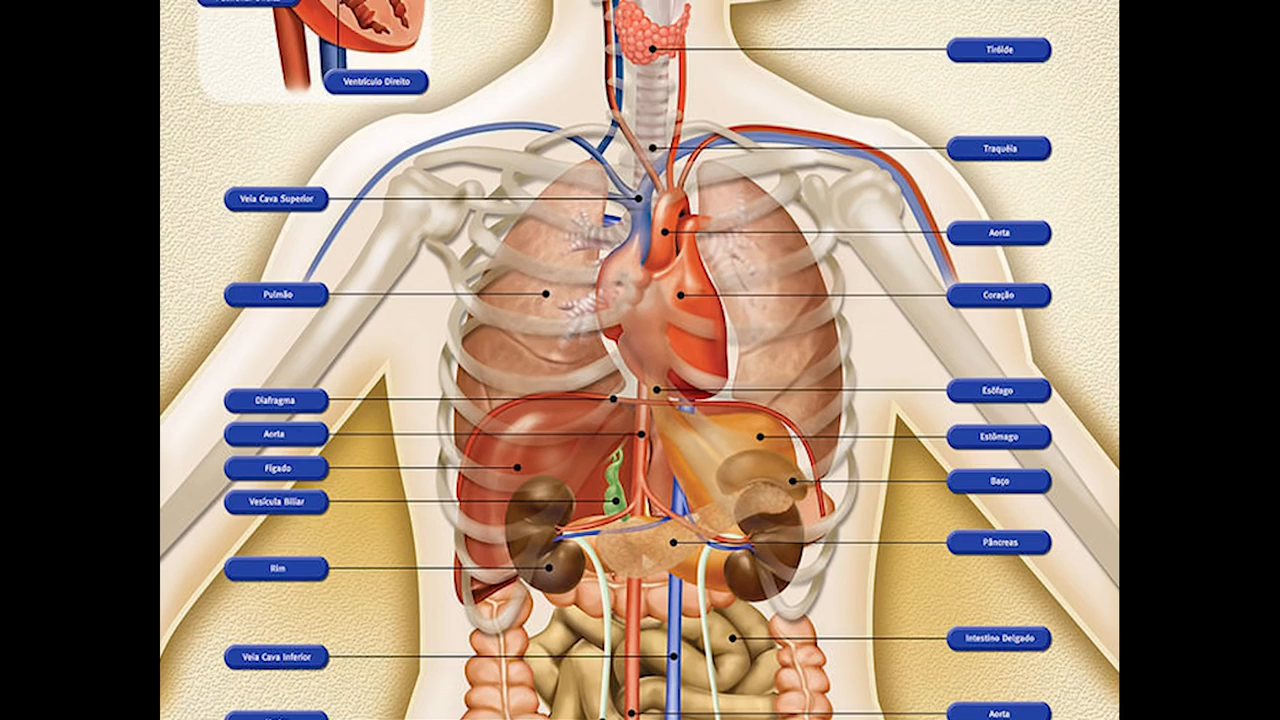 Ventrículo Direito
Tiróide
Traquéia
Veia Cava Superior
Aorta
Pulmão
Coração
Esôfago
Diafragma
Aorta
Estômago
Fígado
Baço
Vesícula Biliar
Pâncreas
Rim
Intestino Delgado
Veia Cava Inferior
Aorta